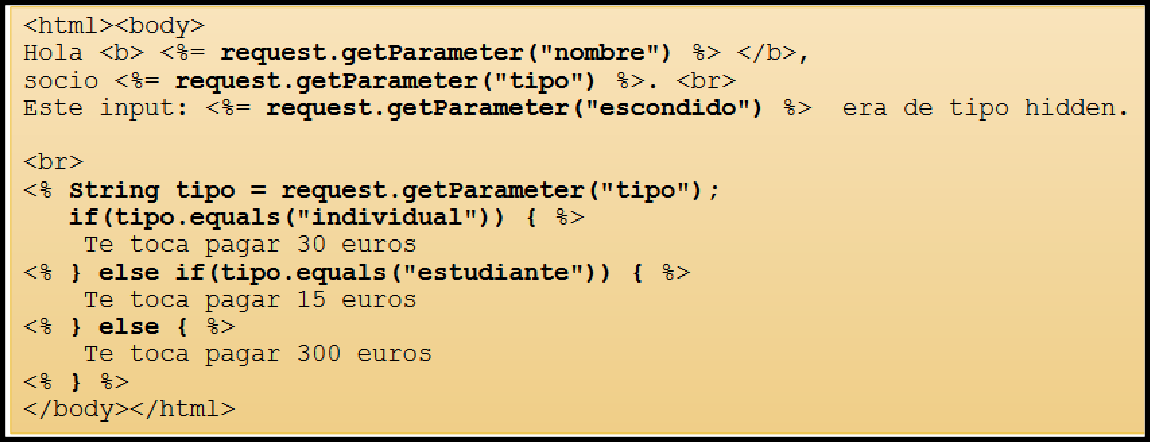 <html><body>
Hola <b> <%= request.getParameter("nombre") %> </b>,
socio <%= request.getParameter("tipo") %>. <br>
Este input: <%= request.getParameter("escondido") %>  era de tipo hidden.
<br>
<% String tipo = request.getParameter("tipo");
   if(tipo.equals("individual")) { %>
    Te toca pagar 30 euros
<% } else if(tipo.equals("estudiante")) { %>
    Te toca pagar 15 euros
<% } else { %>
    Te toca pagar 300 euros
<% } %>
</body></html>